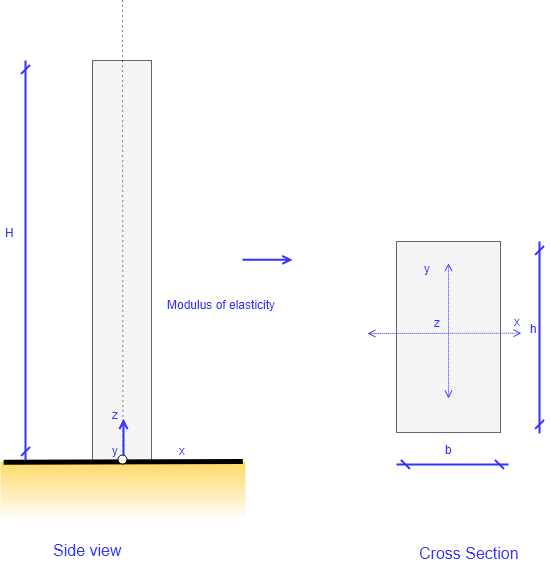 H
Modulus of elasticity
z
y
x
Side view
y
z
x
h
b
Cross Section